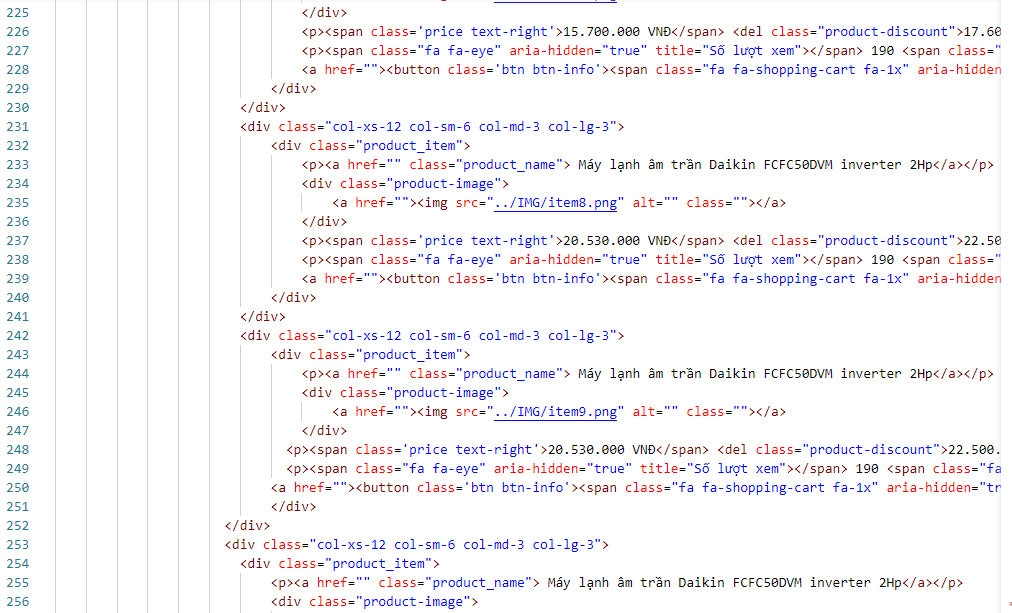 225 </div>
226 <p><span class='price text-right'>15.700.000 VNĐ</span> <del class="product-discount">17.60
227 <p><span class="fa fa-eye" aria-hidden="true" title="Số lượt xem"></span> 190 <span class="
228 <a href=""><button class='btn btn-info'><span class="fa fa-shopping-cart fa-1x" aria-hidden
229 </div>
230 </div>
231 <div class="col-xs-12 col-sm-6 col-md-3 col-lg-3">
232 <div class="product_item">
233 <p><a href="" class="product_name"> Máy lạnh âm trần Daikin FCFC50DVM inverter 2Hp</a></p>
234 <div class="product-image">
235 <a href=""><img src="../IMG/item8.png" alt="" class=""></a>
236 </div>
237 <p><span class='price text-right'>20.530.000 VNĐ</span> <del class="product-discount">22.50
238 <p><span class="fa fa-eye" aria-hidden="true" title="Số lượt xem"></span> 190 <span class="
239 <a href=""><button class='btn btn-info'><span class="fa fa-shopping-cart fa-1x" aria-hidden
240 </div>
241 </div>
242 <div class="col-xs-12 col-sm-6 col-md-3 col-lg-3">
243 <div class="product_item">
244 <p><a href="" class="product_name"> Máy lạnh âm trần Daikin FCFC50DVM inverter 2Hp</a></p>
245 <div class="product-image">
246 <a href=""><img src="../IMG/item9.png" alt="" class=""></a>
247 </div>
248 <p><span class='price text-right'>20.530.000 VNĐ</span> <del class="product-discount">22.500.
249 <p><span class="fa fa-eye" aria-hidden="true" title="Số lượt xem"></span> 190 <span class="fa
250 <a href=""><button class='btn btn-info'><span class="fa fa-shopping-cart fa-1x" aria-hidden="tr
251 </div>
252 </div>
253 <div class="col-xs-12 col-sm-6 col-md-3 col-lg-3">
254 <div class="product_item">
255 <p><a href="" class="product_name"> Máy lạnh âm trần Daikin FCFC50DVM inverter 2Hp</a></p>
256 <div class="product-image">